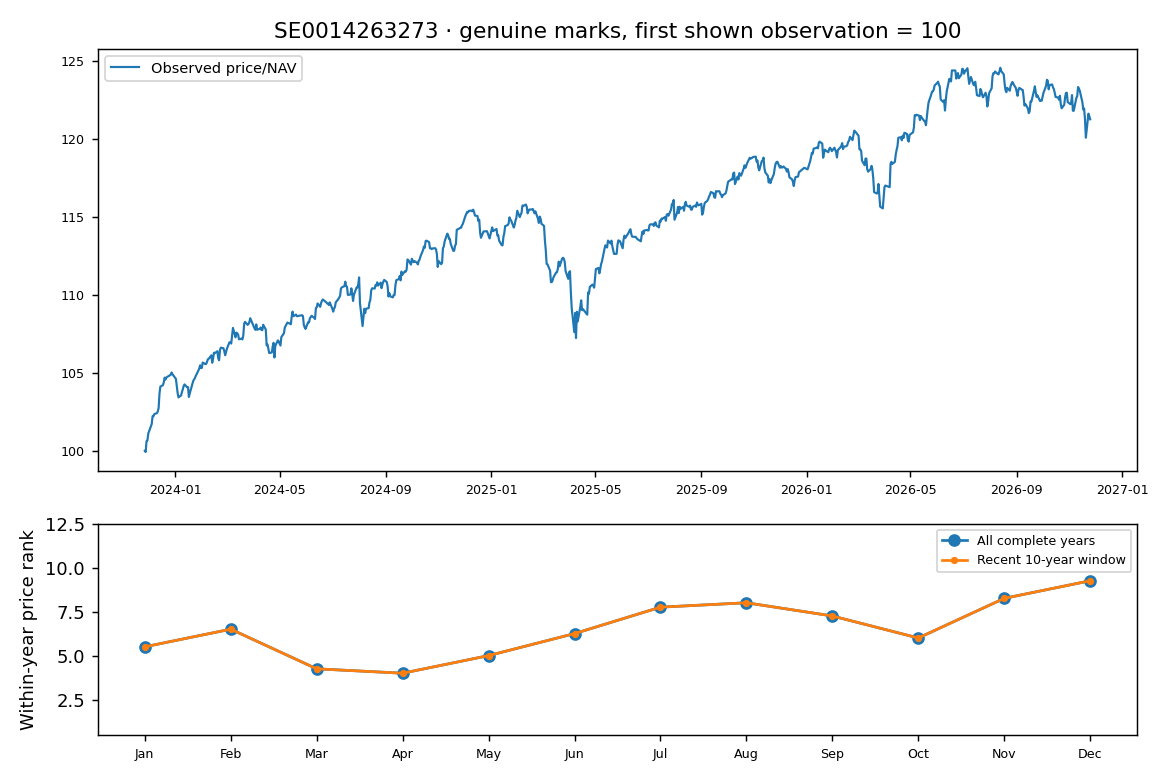 SE0014263273 · genuine marks, first shown observation = 100
Observed price/NAV
125
120
115
110
105
100
2024-01 2024-05 2024-09 2025-01 2025-05 2025-09 2026-01 2026-05 2026-09 2027-01
Within-year price rank
12.5
10.0
7.5
5.0
2.5
All complete years
Recent 10-year window
Jan Feb Mar Apr May Jun Jul Aug Sep Oct Nov Dec